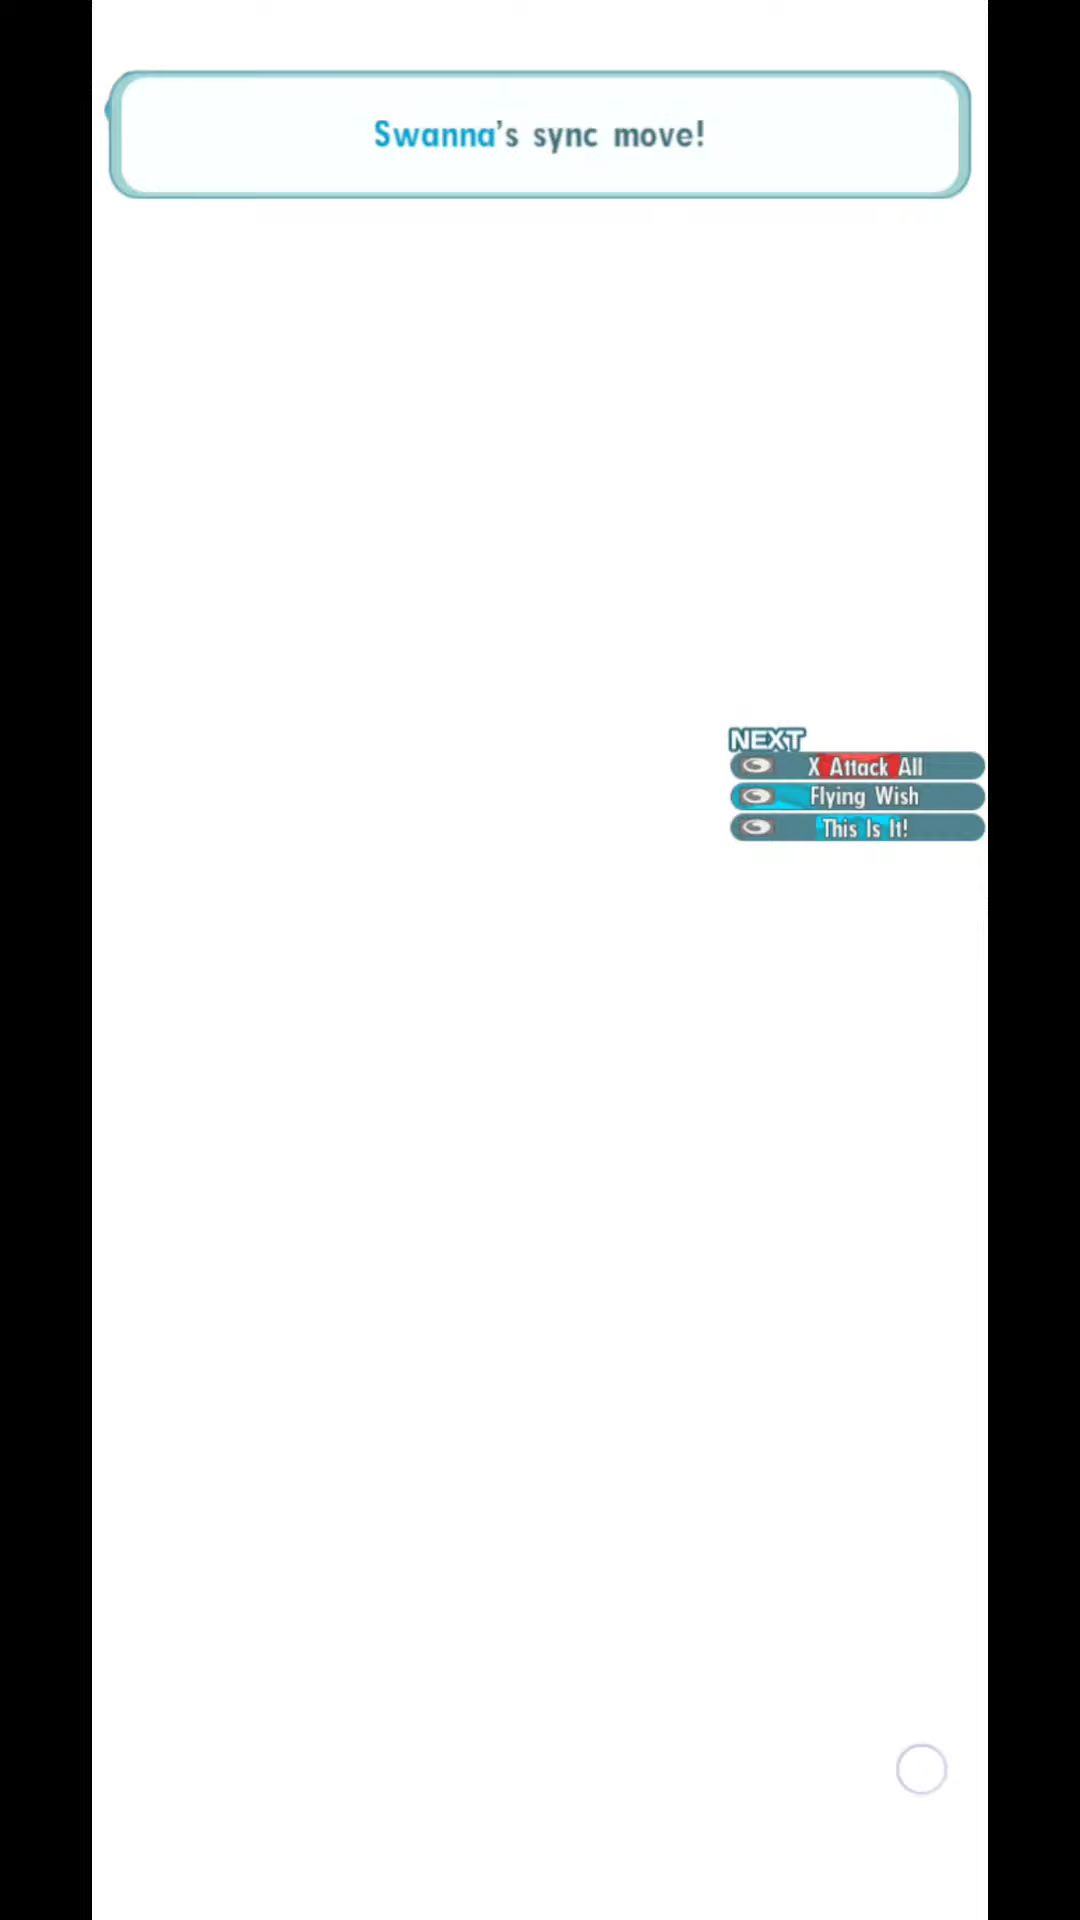 Swanna's sync move!
NEXT
X Attack All
Flying Wish
This Is It!